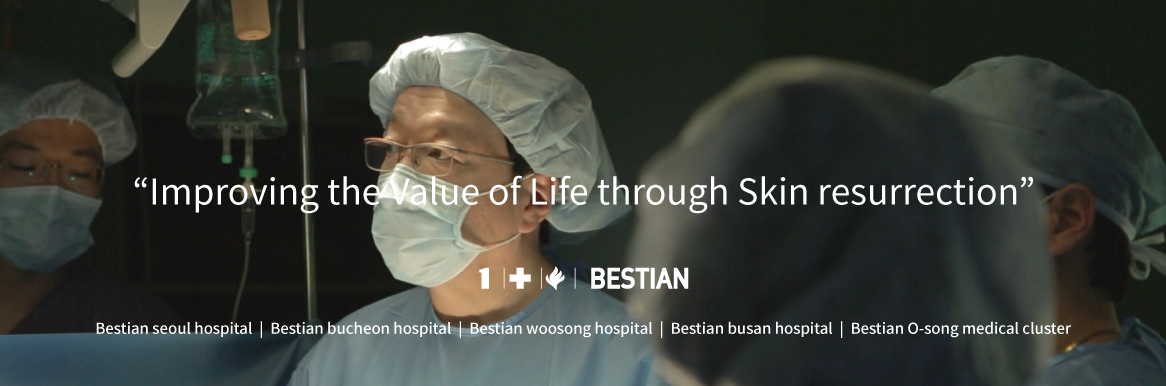 “Improving the Value of Life through Skin resurrection”
1 BESTIAN
Bestian seoul hospital | Bestian bucheon hospital | Bestian woosong hospital | Bestian busan hospital | Bestian O-song medical cluster